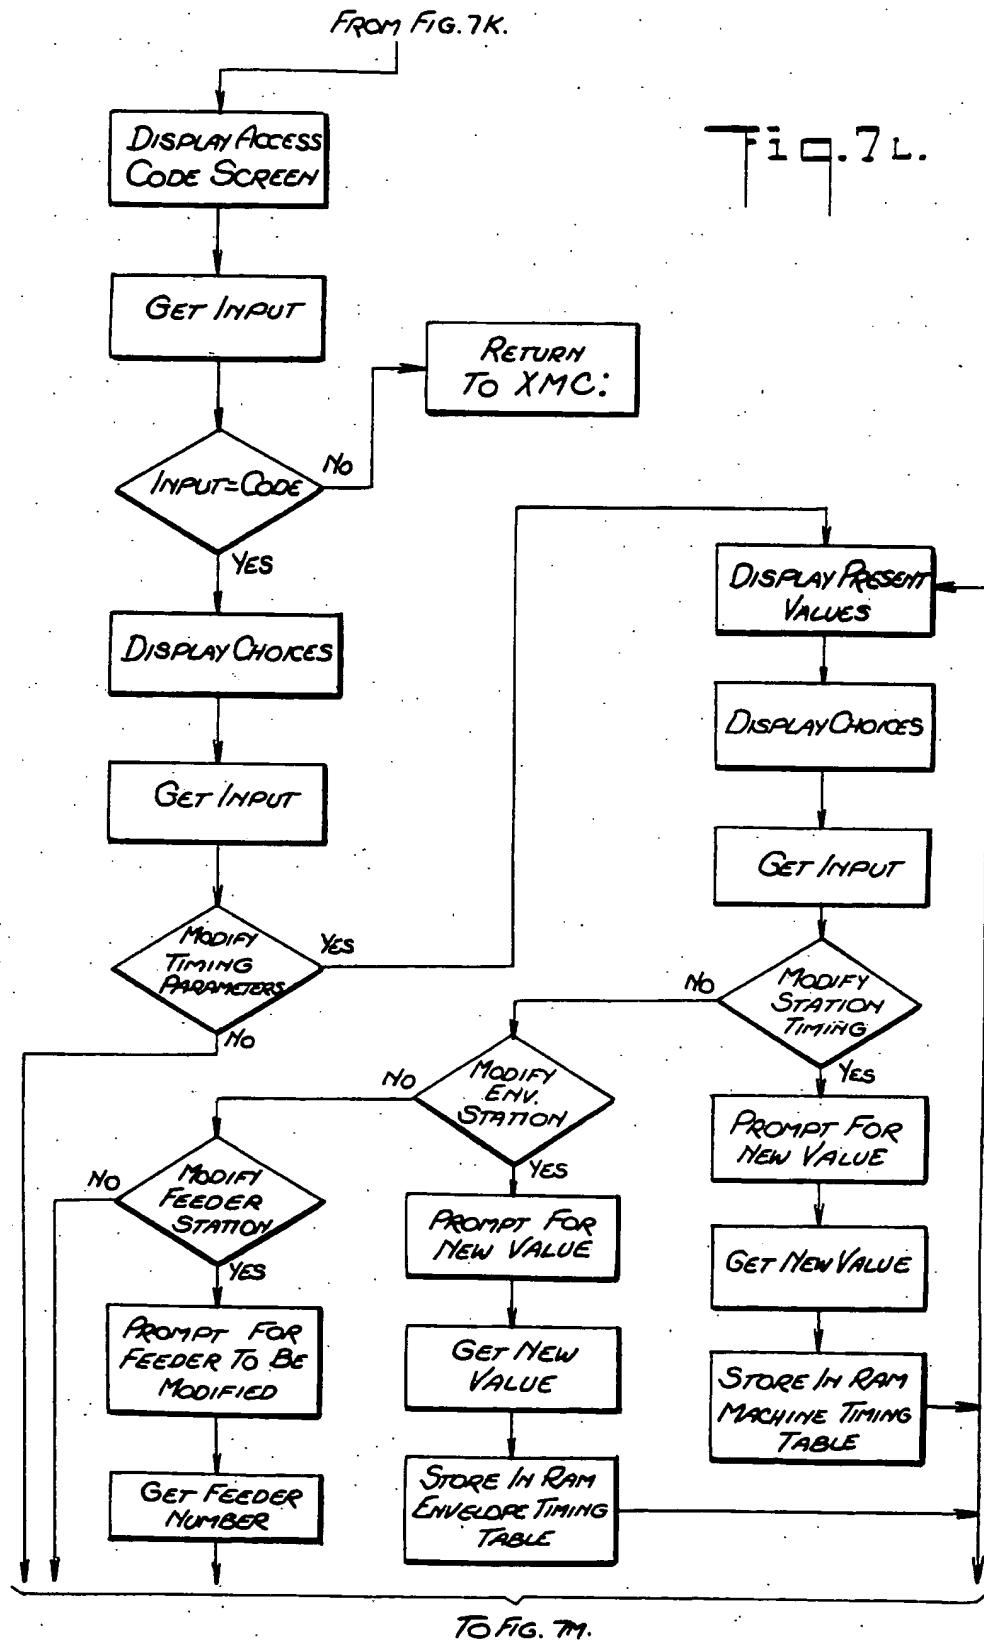 FROM FIG. 7K.
Fig. 7L.
DISPLAY ACCESS
CODE SCREEN
GET INPUT
RETURN
TO XMC:
INPUT=CODE
NO
YES
DISPLAY CHOICES
GET INPUT
MODIFY
TIMING
PARAMETERS
YES
NO
DISPLAY PRESENT
VALUES
DISPLAY CHOICES
GET INPUT
MODIFY
STATION
TIMING
NO
YES
PROMPT FOR
NEW VALUE
GET NEW VALUE
STORE IN RAM
MACHINE TIMING
TABLE
MODIFY
ENV.
STATION
NO
YES
PROMPT FOR
NEW VALUE
GET NEW
VALUE
STORE IN RAM
ENVELOPE TIMING
TABLE
MODIFY
FEEDER
STATION
NO
YES
PROMPT FOR
FEEDER TO BE
MODIFIED
GET FEEDER
NUMBER
TO FIG. 7M.